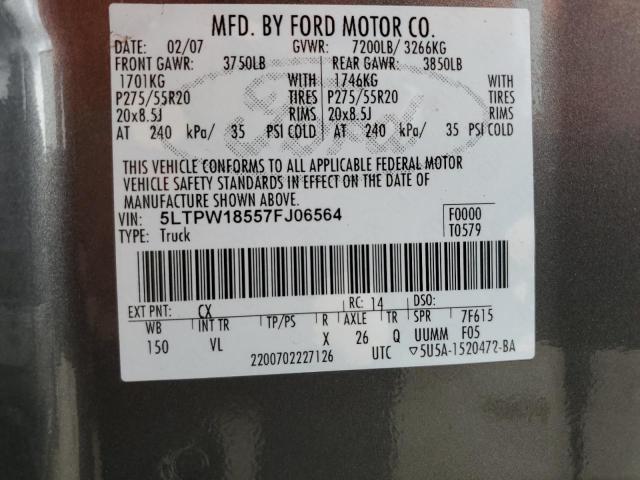 MFD. BY FORD MOTOR CO.
DATE: 02/07 GVWR: 7200LB/ 3266KG
FRONT GAWR: 3750LB REAR GAWR: 3850LB
1701KG WITH 1746KG WITH
P275/55R20 TIRES P275/55R20 TIRES
20x8.5J RIMS 20x8.5J RIMS
AT 240 kPa/ 35 PSI COLD AT 240 kPa/ 35 PSI COLD
Ford
THIS VEHICLE CONFORMS TO ALL APPLICABLE FEDERAL MOTOR
VEHICLE SAFETY STANDARDS IN EFFECT ON THE DATE OF
MANUFACTURE SHOWN ABOVE.
VIN: 5LTPW18557FJ06564 F0000
TYPE: Truck T0579
EXT PNT: CX RC: 14 DSO:
WB INT TR TP/PS R AXLE TR SPR 7F615
150 VL X 26 Q UUMM F05
2200702227126 UTC ▽5U5A-1520472-BA